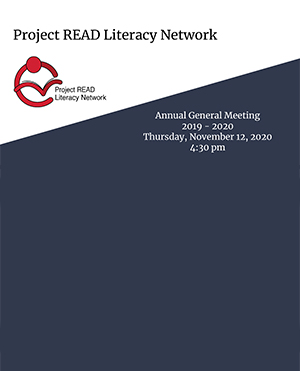 Project READ Literacy Network
Project READ
Literacy Network
Annual General Meeting
2019 - 2020
Thursday, November 12, 2020
4:30 pm